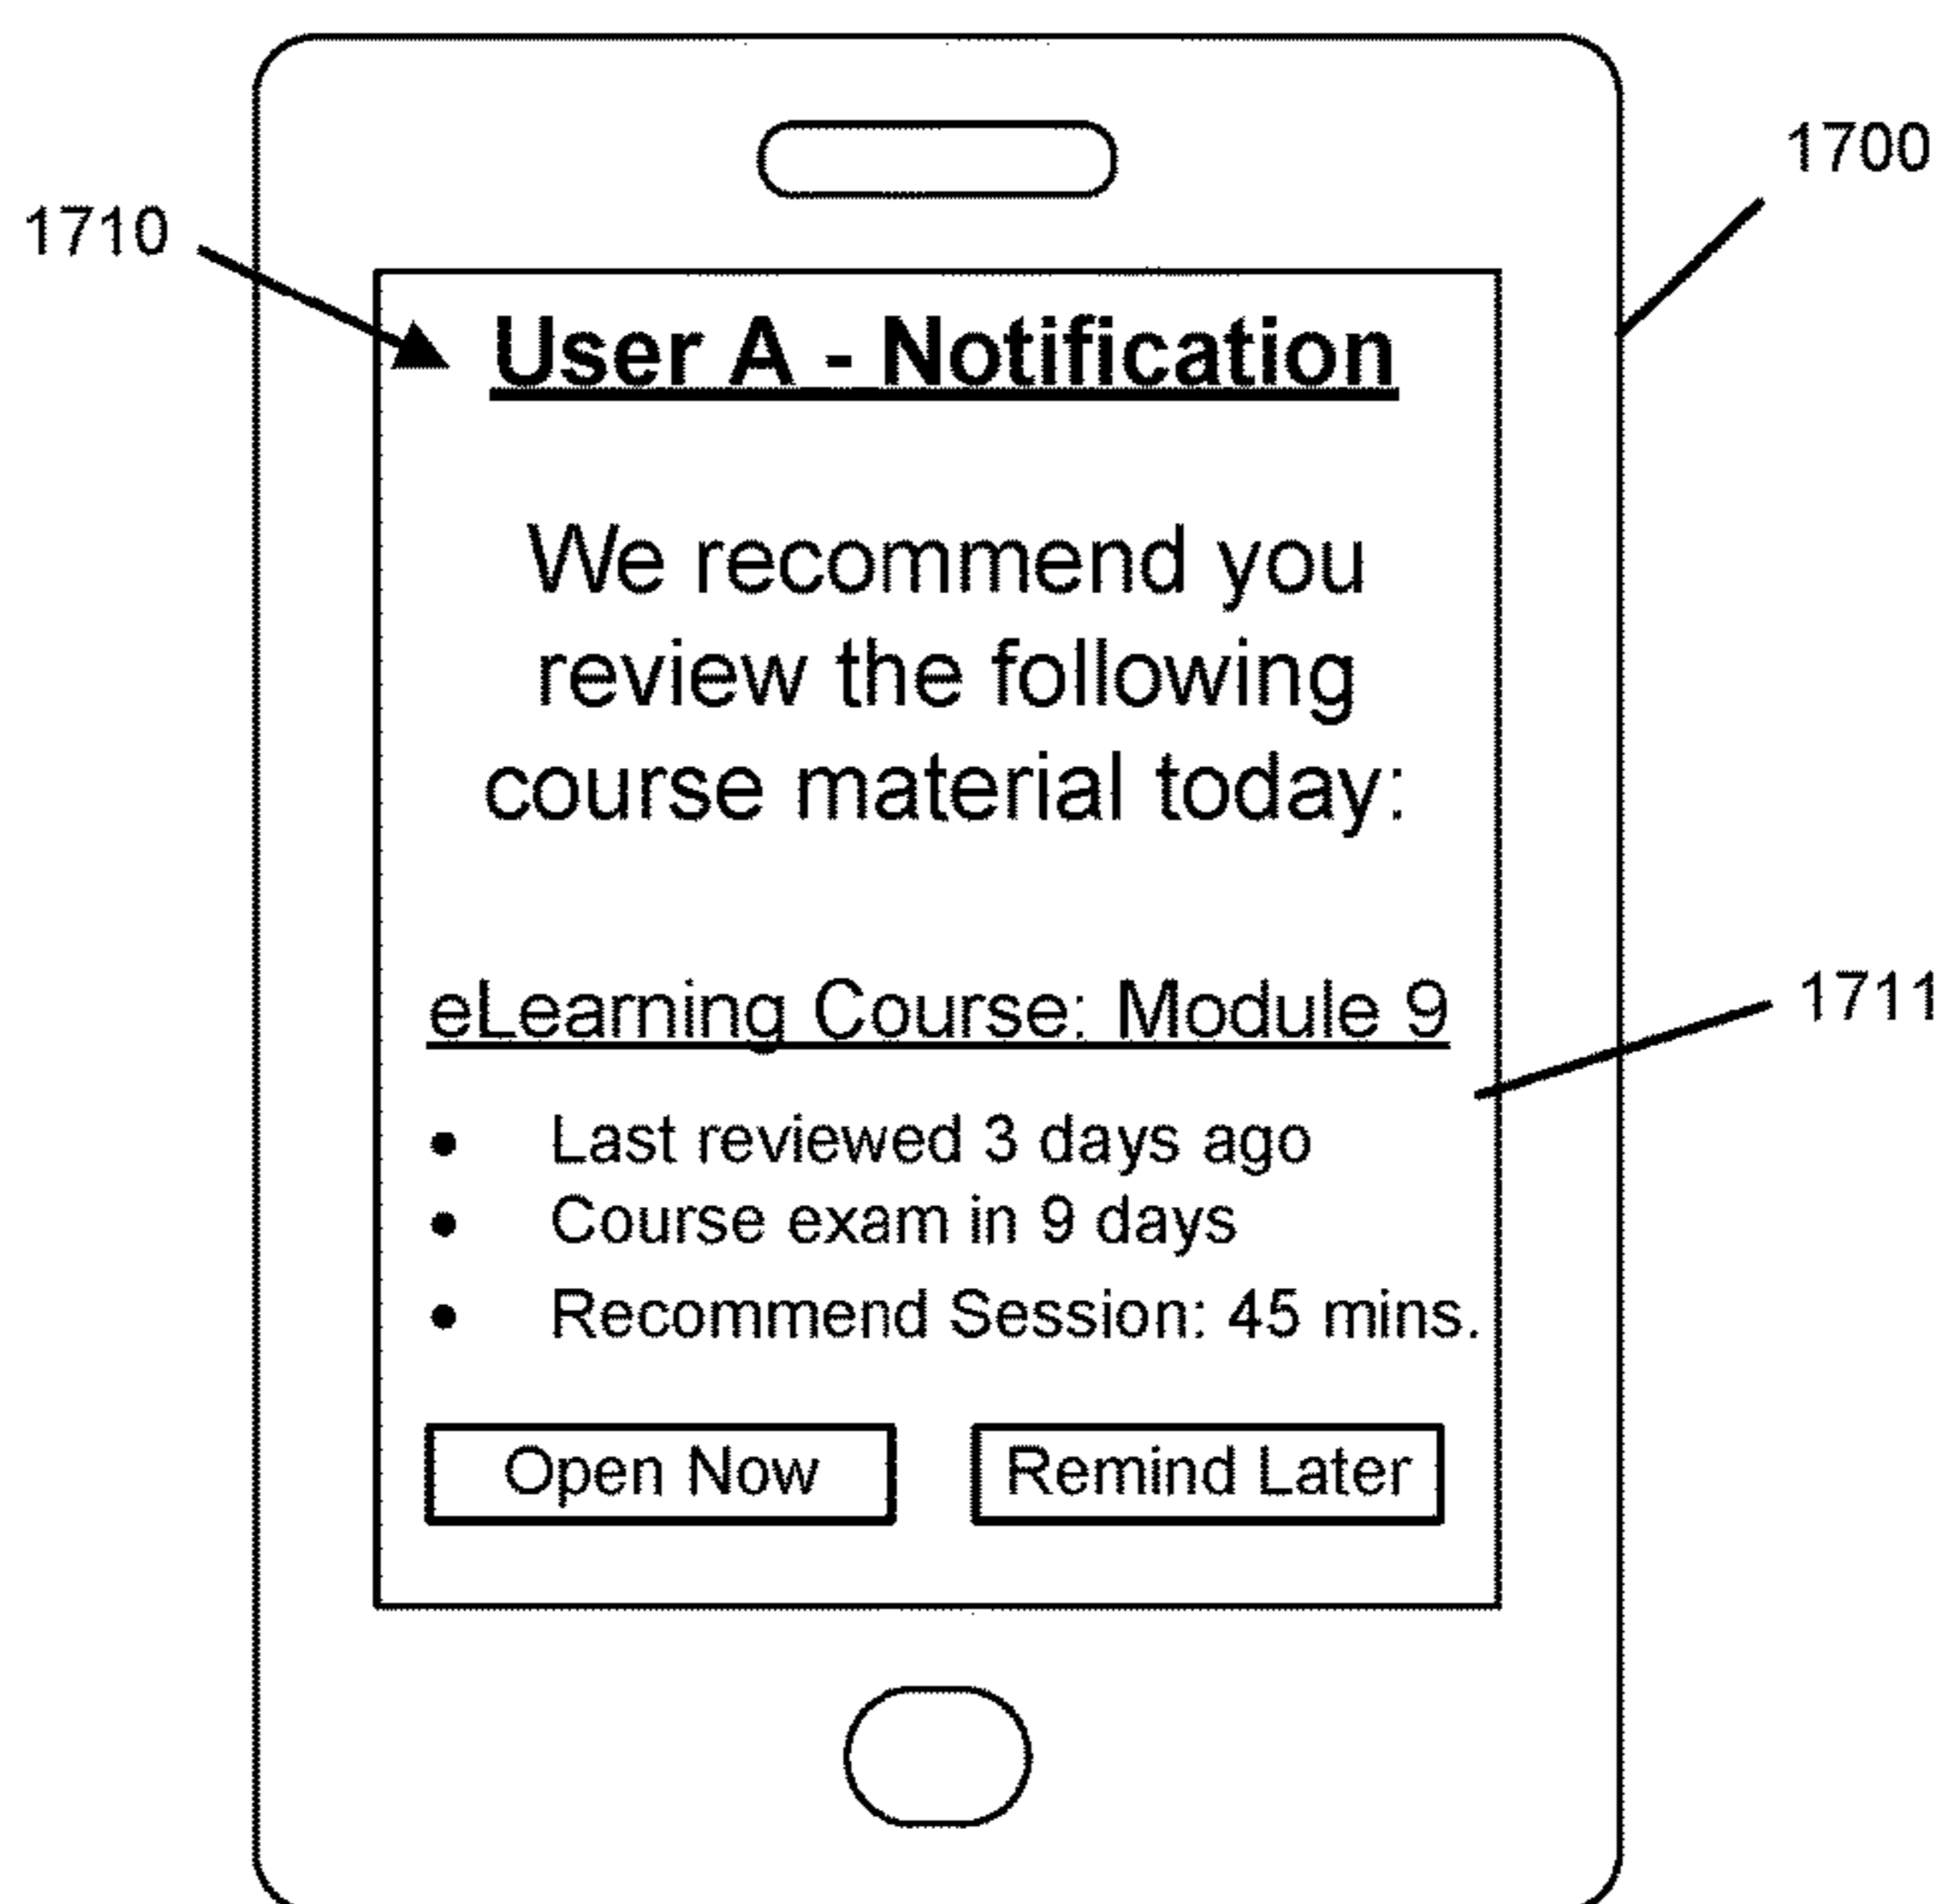 1700
1710
User A - Notification
We recommend you
review the following
course material today:
eLearning Course: Module 9
1711
• Last reviewed 3 days ago
• Course exam in 9 days
• Recommend Session: 45 mins.
Open Now
Remind Later